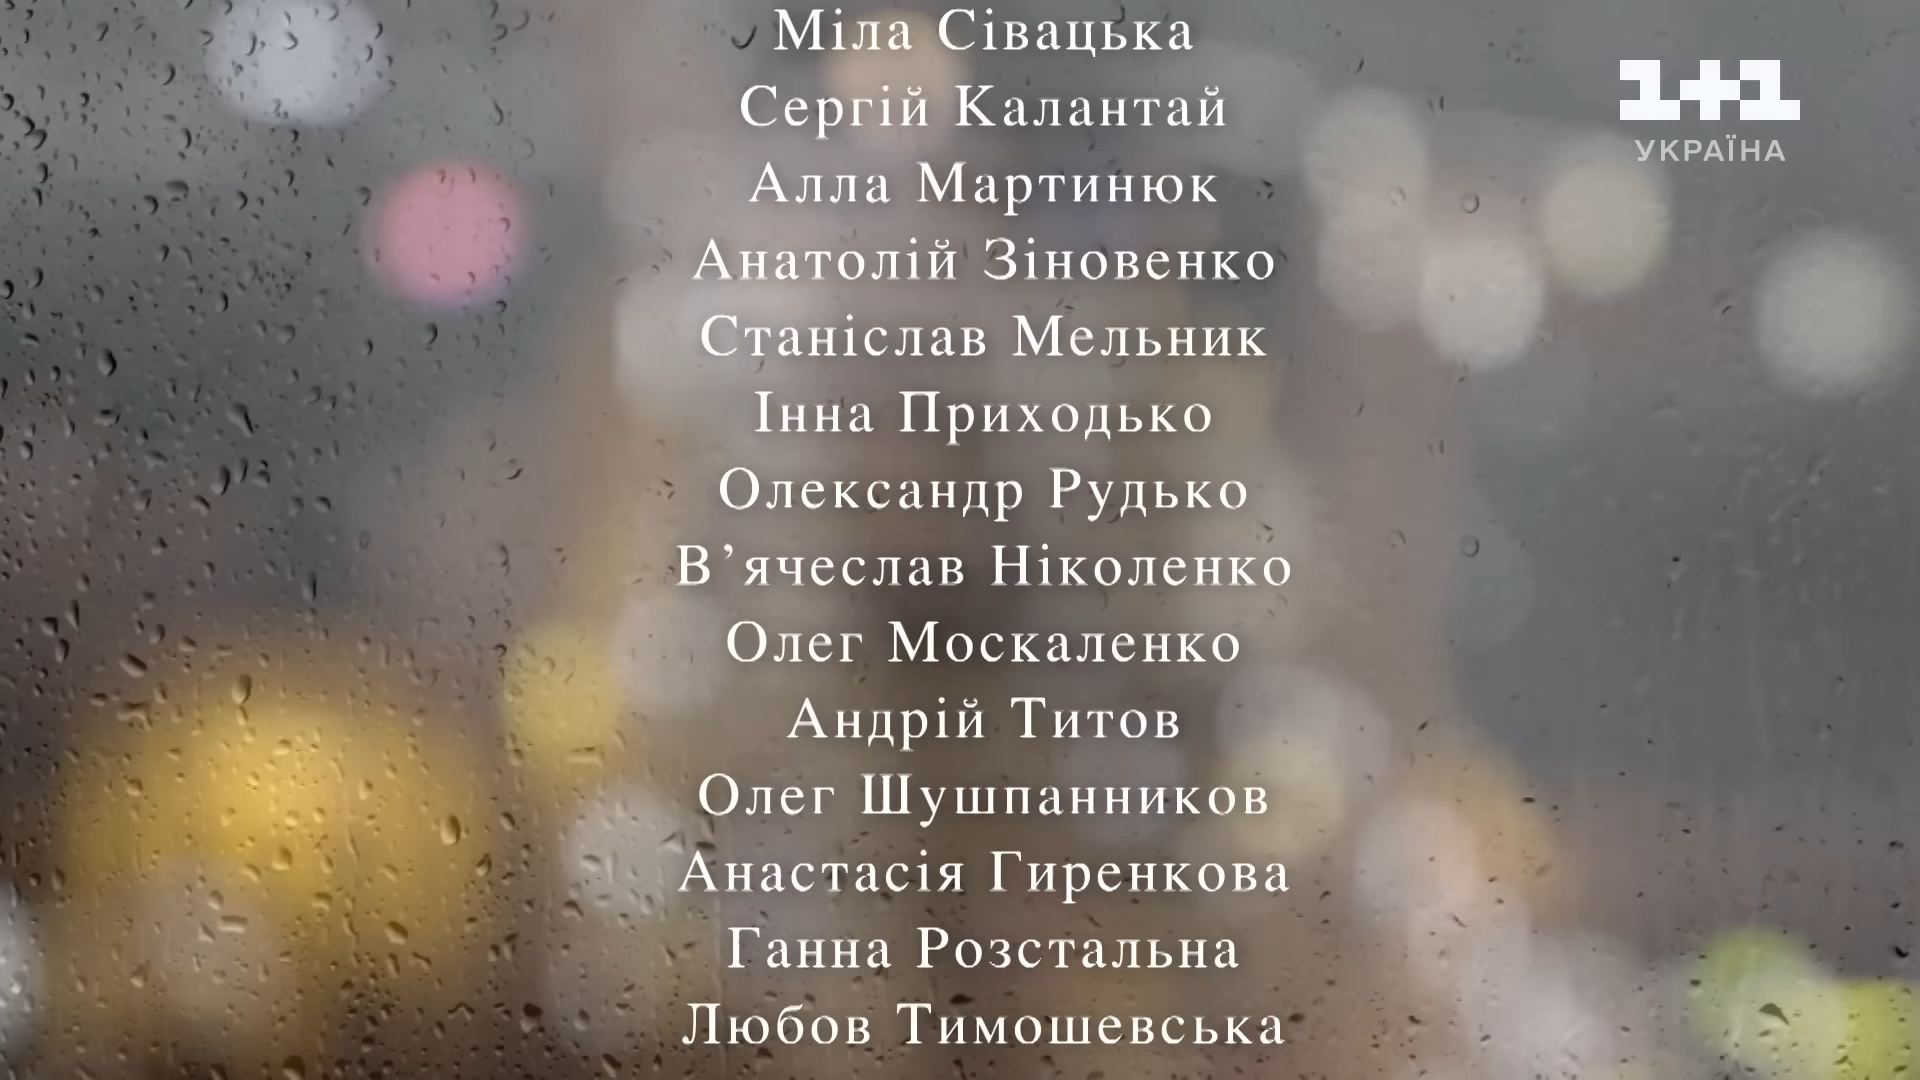 Міла Сівацька
Сергій Калантай
1+1
УКРАЇНА
Алла Мартинюк
Анатолій Зіновенко
Станіслав Мельник
Інна Приходько
Олександр Рудько
В’ячеслав Ніколенко
Олег Москаленко
Андрій Титов
Олег Шушпанников
Анастасія Гиренкова
Ганна Розстальна
Любов Тимошевська